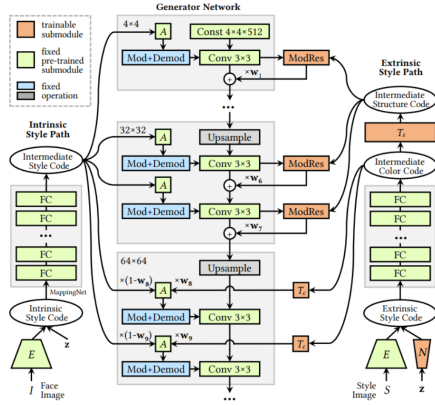 Generator Network
trainable
submodule
fixed
pre-trained
submodule
fixed
operation
4×4
A
Const 4×4×512
Mod+Demod
Conv 3×3
ModRes
×w₁
...
Intrinsic
Style Path
Intermediate
Style Code
FC
FC
...
FC
FC
MappingNet
Intrinsic
Style Code
E
z
I
Face
Image
32×32
A
Upsample
Mod+Demod
Conv 3×3
ModRes
×w₆
A
Mod+Demod
Conv 3×3
ModRes
×w₇
...
64×64
Upsample
×(1-w₈)
A
×w₈
T_c
Mod+Demod
Conv 3×3
×(1-w₉)
A
×w₉
T_c
Mod+Demod
Conv 3×3
...
Extrinsic
Style Path
Intermediate
Structure Code
T_s
Intermediate
Color Code
FC
FC
...
FC
FC
Extrinsic
Style Code
E
N
Style
Image
S
z